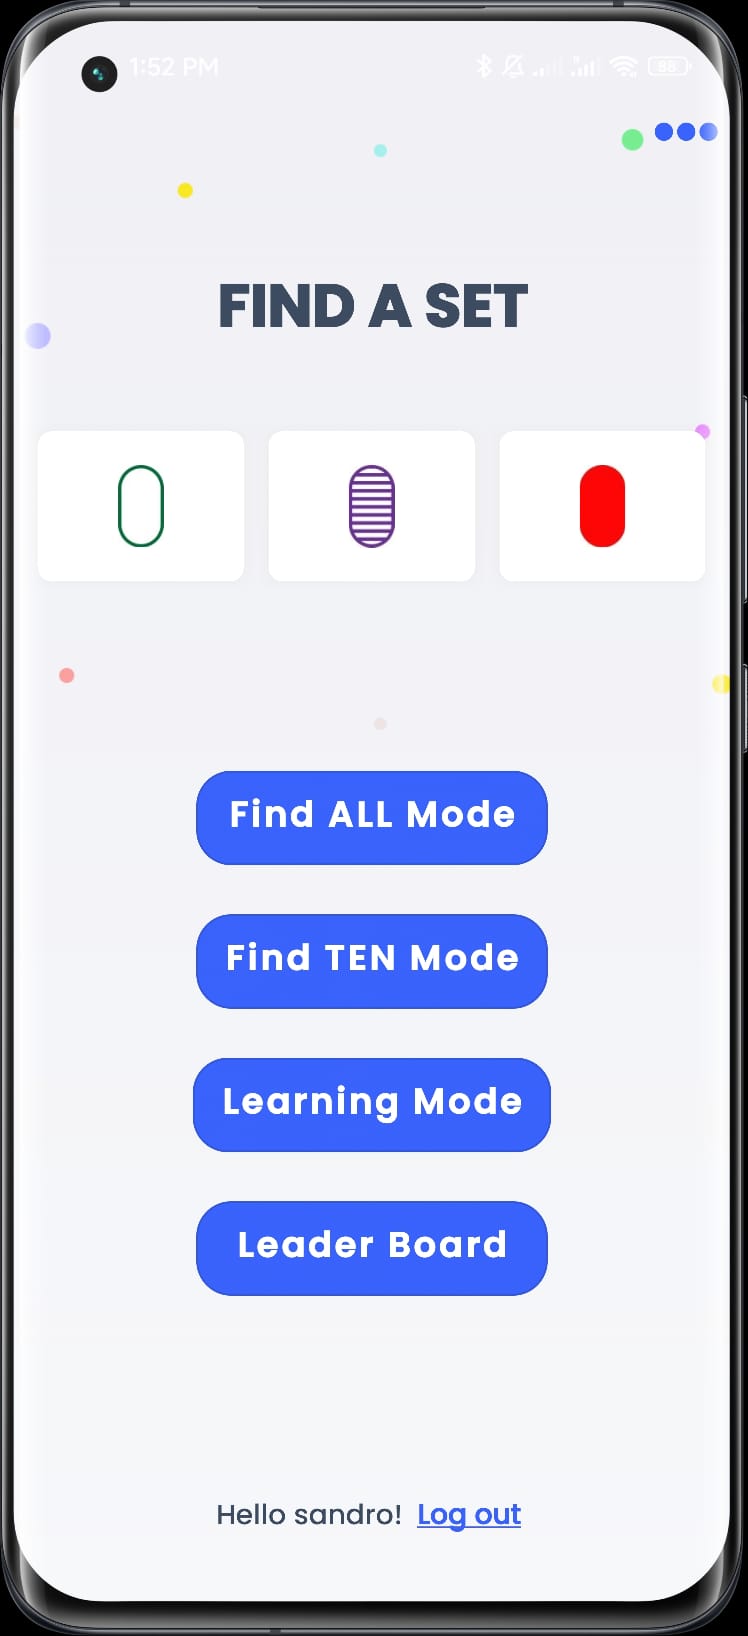 1:52 PM
88
FIND A SET
Find ALL Mode
Find TEN Mode
Learning Mode
Leader Board
Hello sandro! Log out